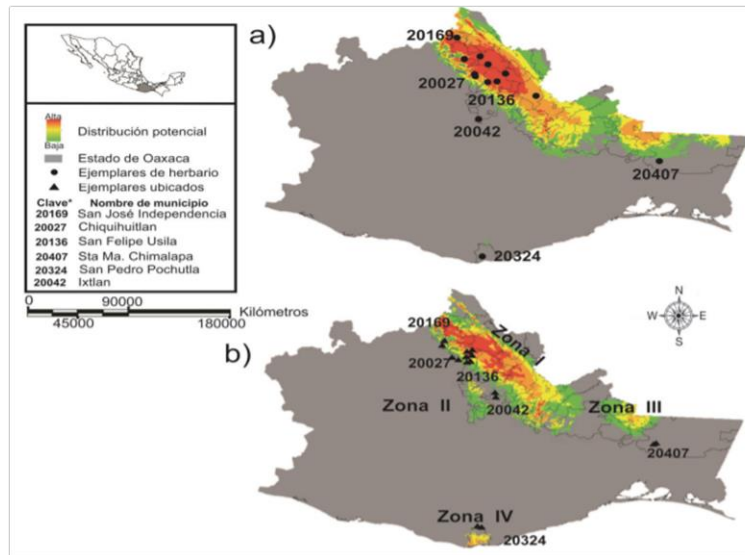 Alta
Baja
Distribución potencial
Estado de Oaxaca
Ejemplares de herbario
Ejemplares ubicados
Clave* Nombre de municipio
20169 San José Independencia
20027 Chiquihuitlan
20136 San Felipe Usila
20407 Sta Ma. Chimalapa
20324 San Pedro Pochutla
20042 Ixtlan
0 90000 Kilómetros
45000 180000
a)
20169
20027
20136
20042
20407
20324
N
W E
S
b)
20169
Zona I
20027
20136
Zona II
20042
Zona III
20407
Zona IV
20324